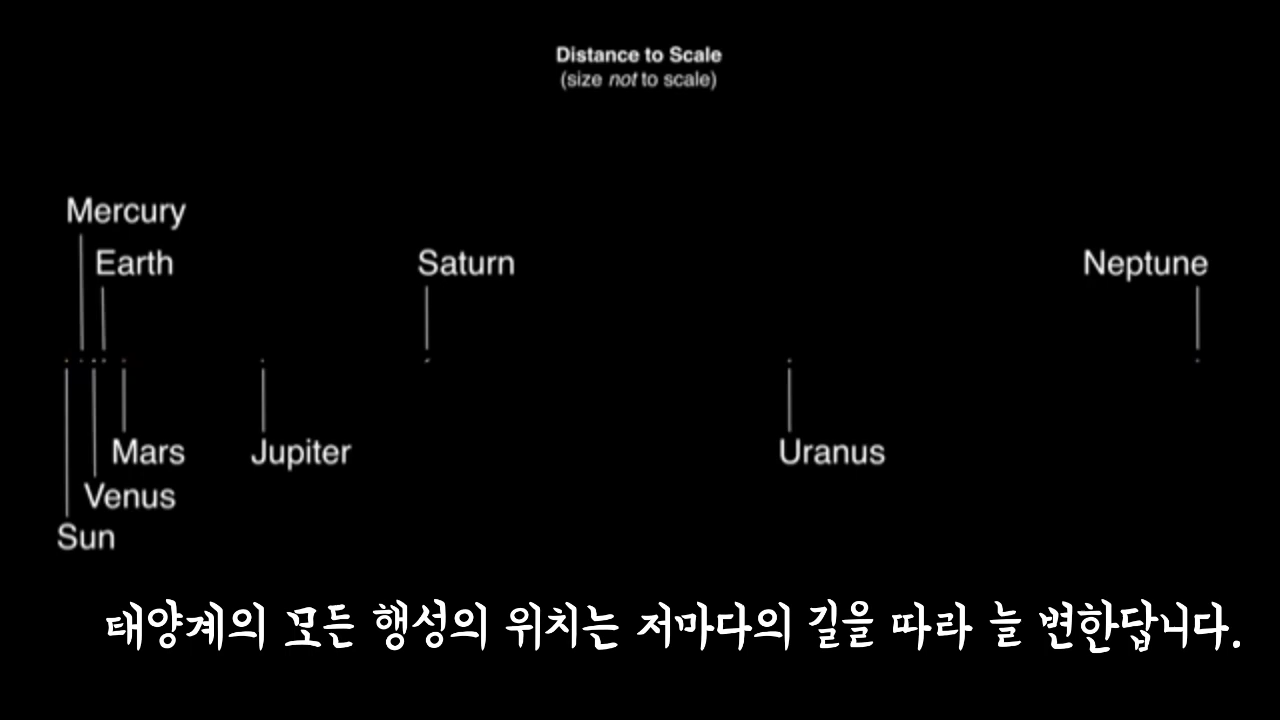 Distance to Scale
(size not to scale)
Mercury
Earth
Saturn
Neptune
Mars
Jupiter
Uranus
Venus
Sun
태양계의 모든 행성의 위치는 저마다의 길을 따라 늘 변한답니다.